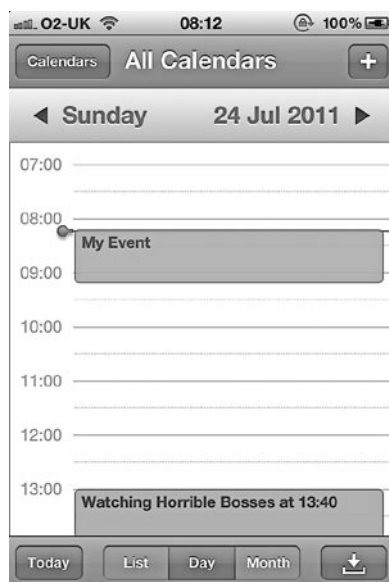 O2-UK 08:12 100%
Calendars All Calendars +
Sunday 24 Jul 2011
07:00
08:00
My Event
09:00
10:00
11:00
12:00
13:00
Watching Horrible Bosses at 13:40
Today List Day Month